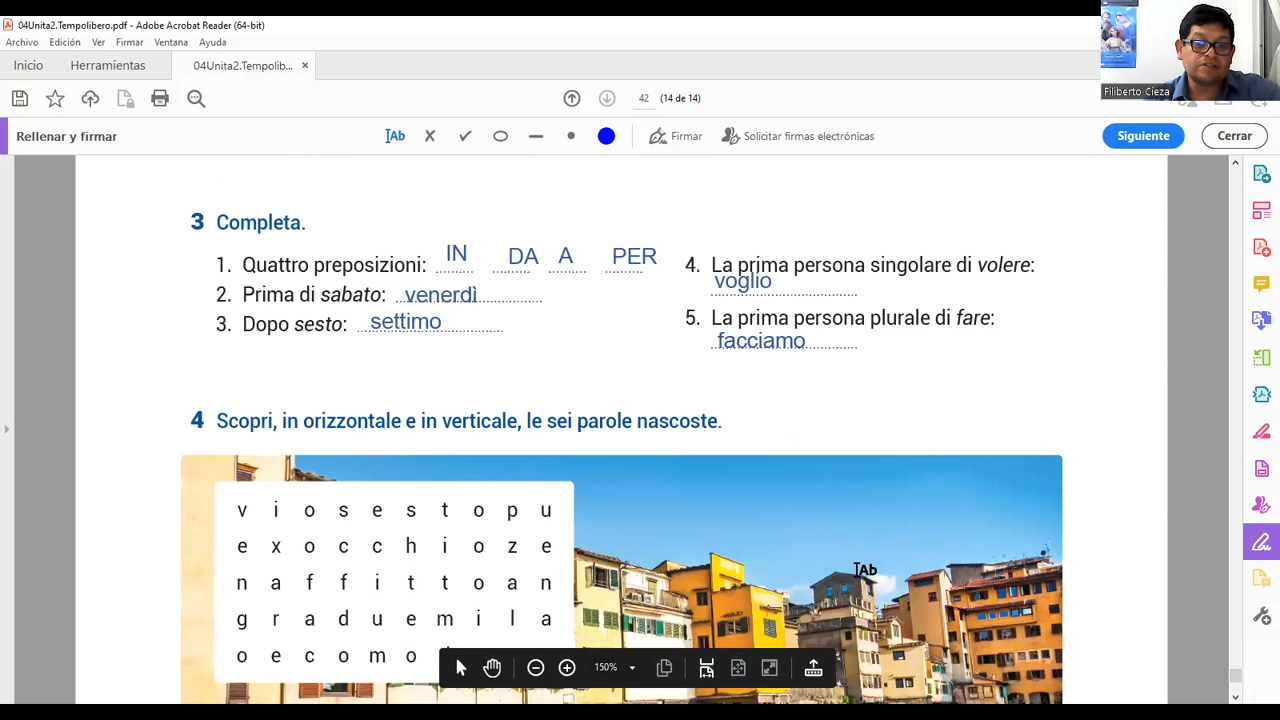 04Unita2.Tempolibero.pdf - Adobe Acrobat Reader (64-bit)
Archivo Edición Ver Firmar Ventana Ayuda
Inicio Herramientas 04Unita2.Tempolib... ×
42 (14 de 14)
Filiberto Cieza
Rellenar y firmar Ab Firmar Solicitar firmas electrónicas Siguiente Cerrar
3 Completa.
1. Quattro preposizioni: IN DA A PER
2. Prima di sabato: venerdì
3. Dopo sesto: settimo
4. La prima persona singolare di volere:
voglio
5. La prima persona plurale di fare:
facciamo
4 Scopri, in orizzontale e in verticale, le sei parole nascoste.
v i o s e s t o p u
e x o c c h i o z e
n a f f i t t o a n
g r a d u e m i l a
o e c o m o
Ab
150%